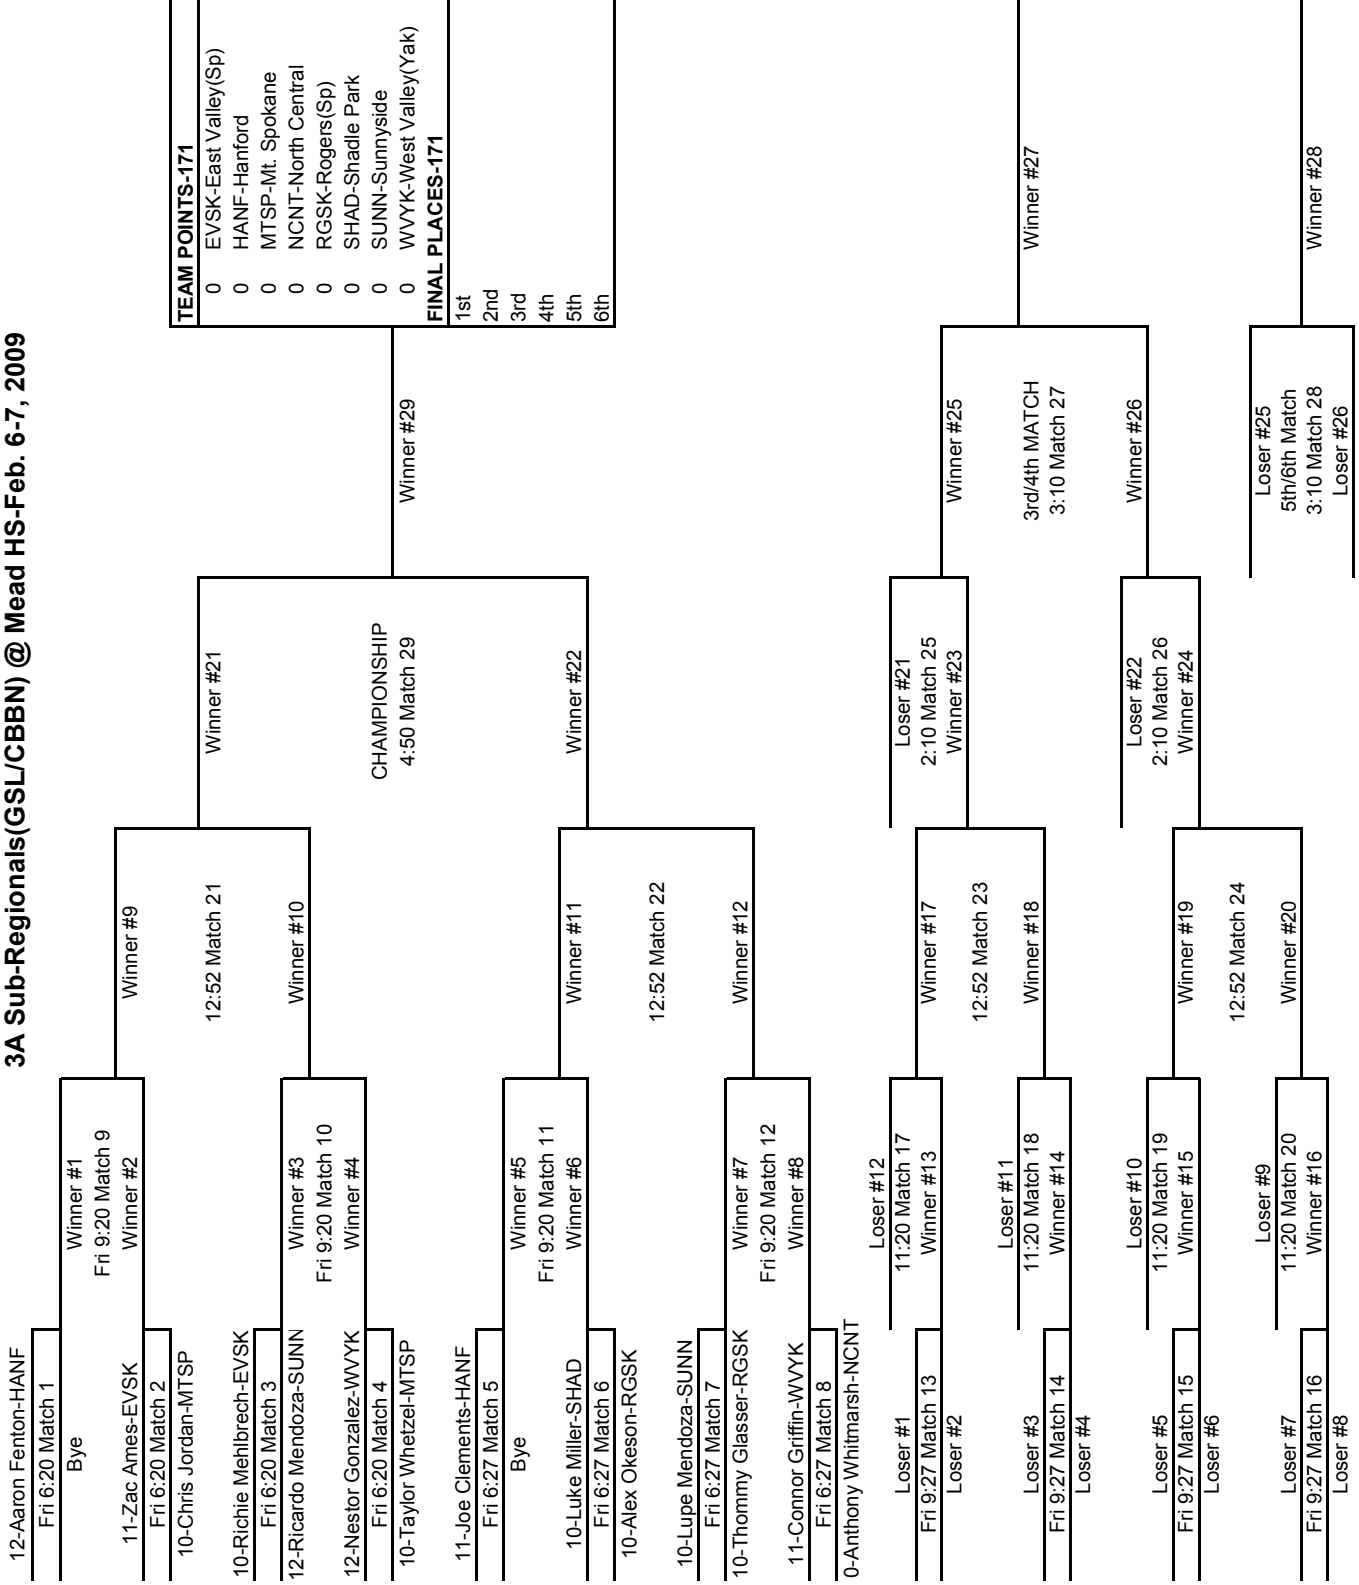 3A Sub-Regionals(GSL/CBBN) @ Mead HS-Feb. 6-7, 2009
12-Aaron Fenton-HANF
Fri 6:20 Match 1
Bye
11-Zac Ames-EVSK
Fri 6:20 Match 2
10-Chris Jordan-MTSP
10-Richie Mehlbrech-EVSK
Fri 6:20 Match 3
12-Ricardo Mendoza-SUNN
12-Nestor Gonzalez-WVYK
Fri 6:20 Match 4
10-Taylor Whetzel-MTSP
11-Joe Clements-HANF
Fri 6:27 Match 5
Bye
10-Luke Miller-SHAD
Fri 6:27 Match 6
10-Alex Okeson-RGSK
10-Lupe Mendoza-SUNN
Fri 6:27 Match 7
10-Thommy Glasser-RGSK
11-Connor Griffin-WVYK
Fri 6:27 Match 8
0-Anthony Whitmarsh-NCNT
Loser #1
Fri 9:27 Match 13
Loser #2
Loser #3
Fri 9:27 Match 14
Loser #4
Loser #5
Fri 9:27 Match 15
Loser #6
Loser #7
Fri 9:27 Match 16
Loser #8
Winner #1
Fri 9:20 Match 9
Winner #2
Winner #3
Fri 9:20 Match 10
Winner #4
Winner #5
Fri 9:20 Match 11
Winner #6
Winner #7
Fri 9:20 Match 12
Winner #8
Loser #12
11:20 Match 17
Winner #13
Loser #11
11:20 Match 18
Winner #14
Loser #10
11:20 Match 19
Winner #15
Loser #9
11:20 Match 20
Winner #16
Winner #9
12:52 Match 21
Winner #10
Winner #11
12:52 Match 22
Winner #12
Winner #17
12:52 Match 23
Winner #18
Winner #19
12:52 Match 24
Winner #20
Winner #21
CHAMPIONSHIP
4:50 Match 29
Winner #22
Loser #21
2:10 Match 25
Winner #23
Loser #22
2:10 Match 26
Winner #24
Winner #29
Winner #25
3rd/4th MATCH
3:10 Match 27
Winner #26
Loser #25
5th/6th Match
3:10 Match 28
Loser #26
TEAM POINTS-171
0 EVSK-East Valley(Sp)
0 HANF-Hanford
0 MTSP-Mt. Spokane
0 NCNT-North Central
0 RGSK-Rogers(Sp)
0 SHAD-Shadle Park
0 SUNN-Sunnyside
0 WVYK-West Valley(Yak)
FINAL PLACES-171
1st
2nd
3rd
4th
5th
6th
Winner #27
Winner #28